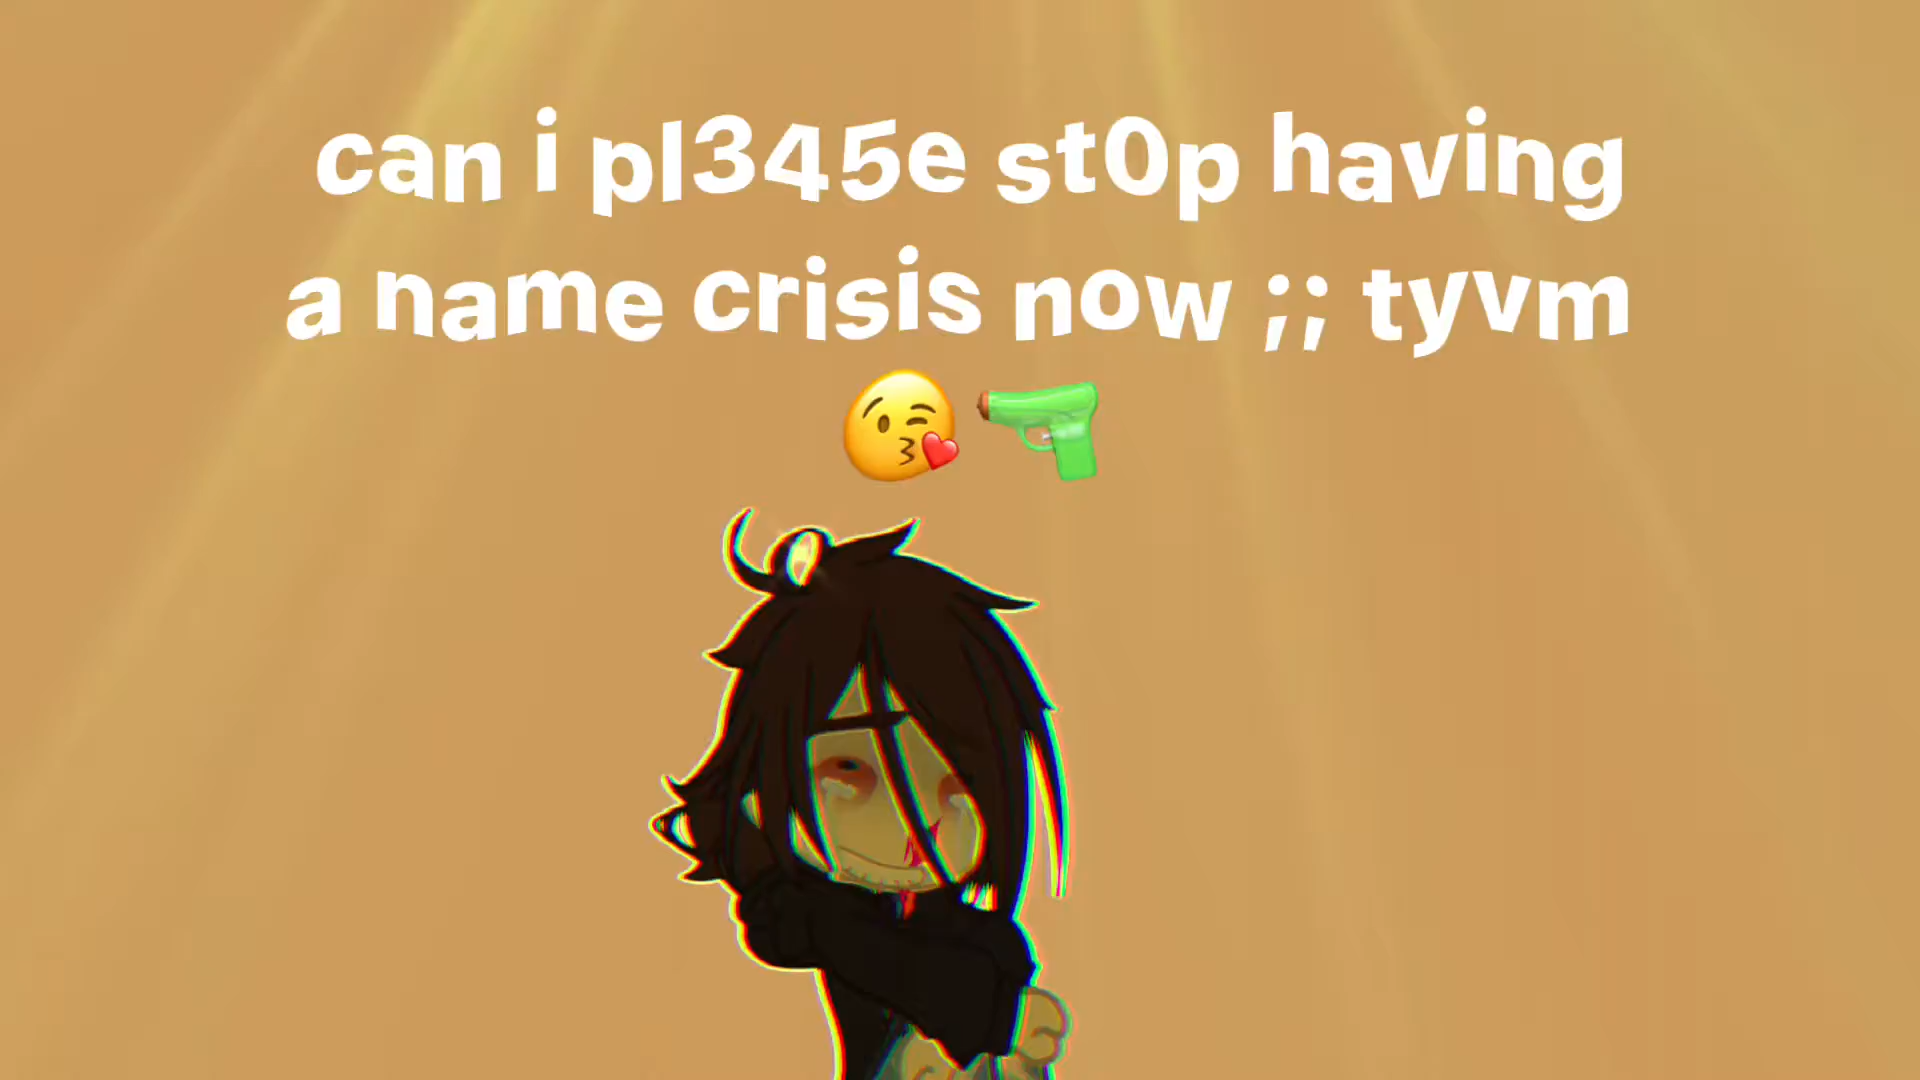 can i pl345e st0p having
a name crisis now ;; tyvm
😘🔫